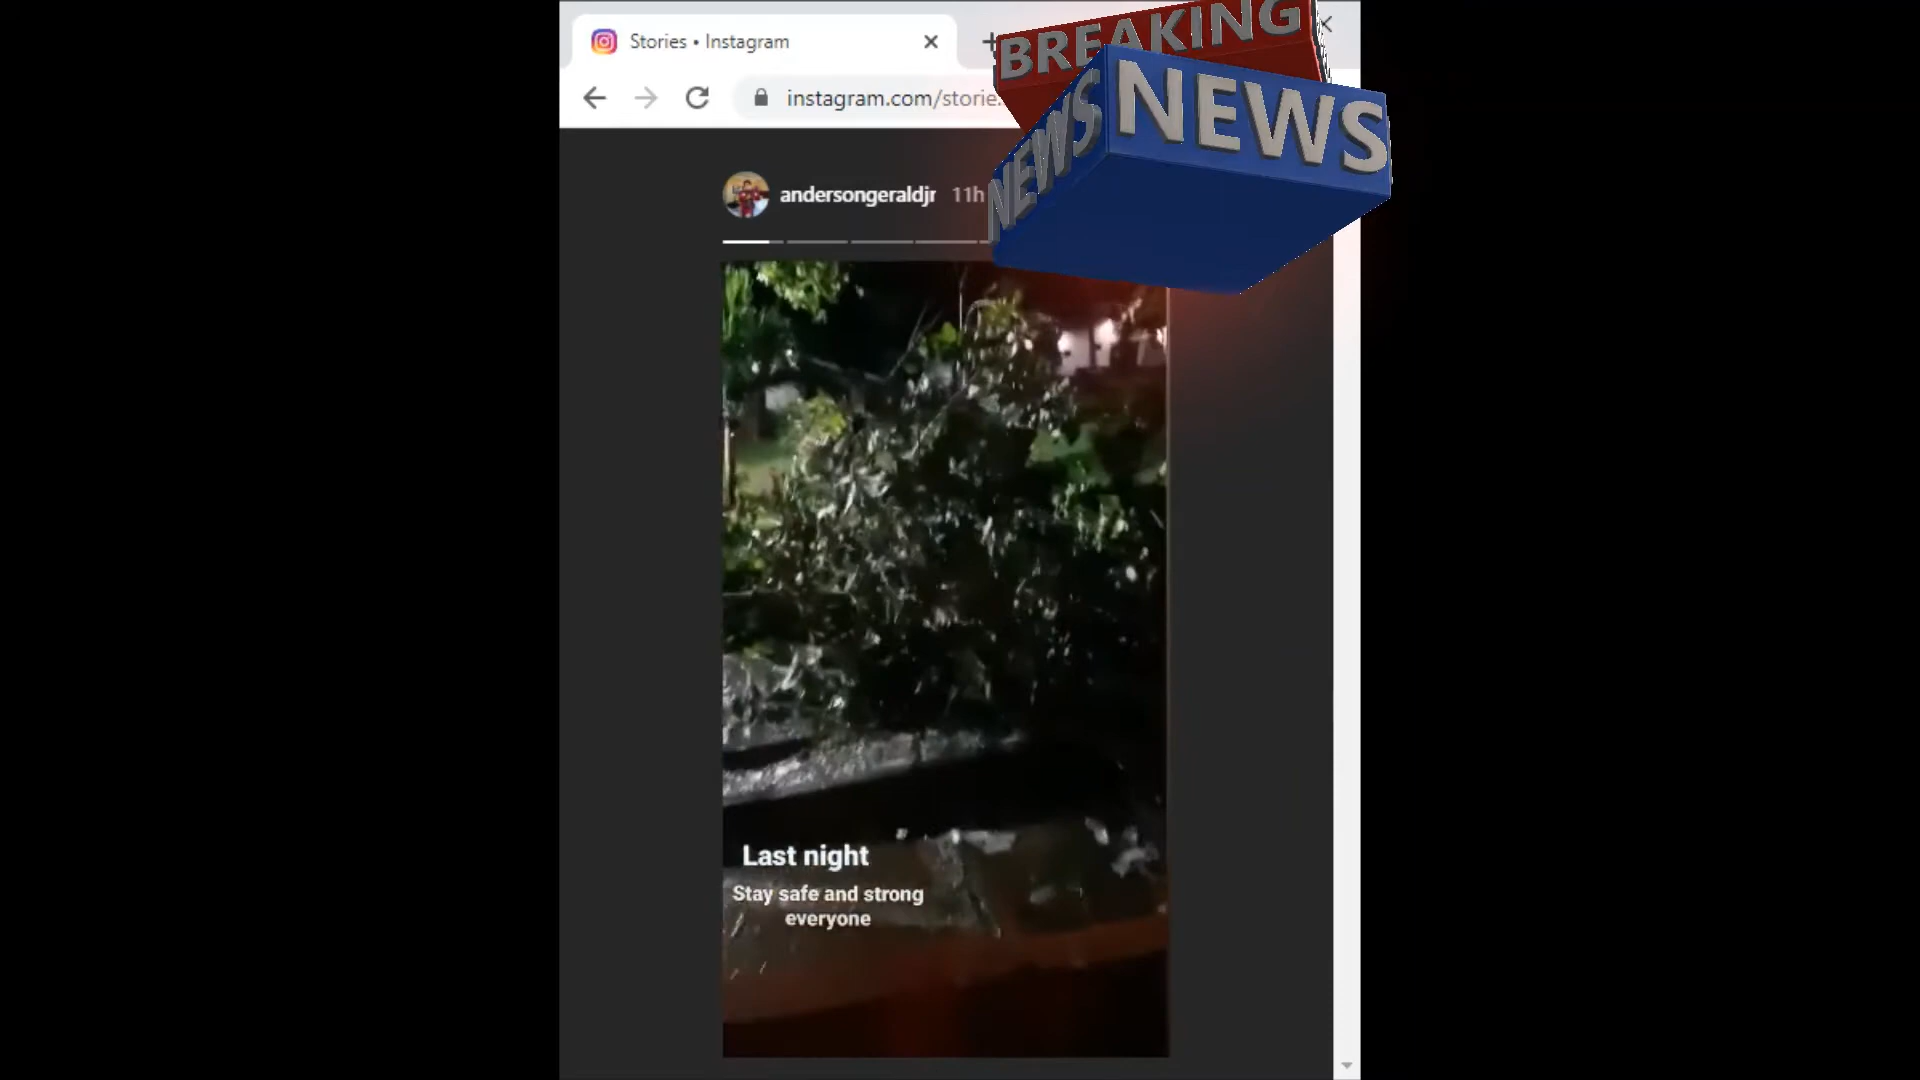 Stories • Instagram
BREAKING
NEWS
NEWS
instagram.com/storie
andersongeraldjr 11h
Last night
Stay safe and strong
everyone